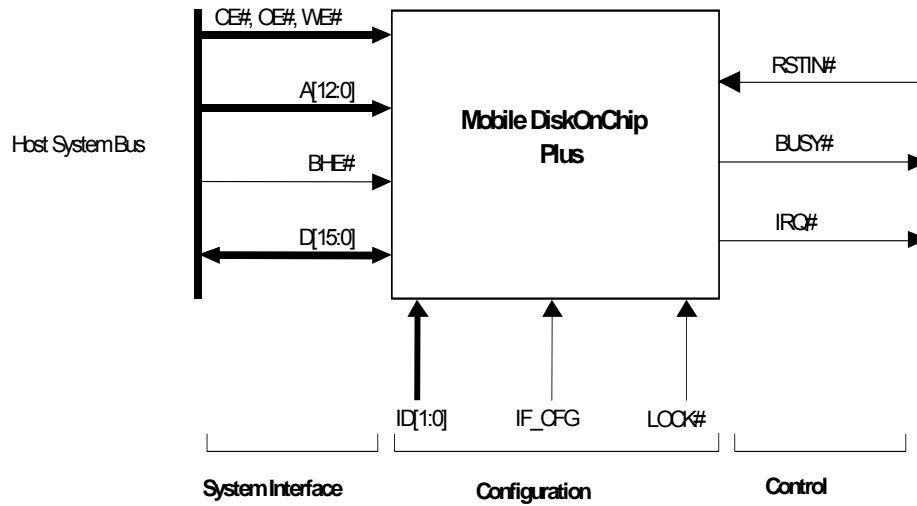 CE#, OE#, WE#
RSTIN#
A[12:0]
Mobile DiskOnChip
Plus
Host System Bus
BUSY#
BHE#
D[15:0]
IRQ#
ID[1:0]
IF_CFG
LOCK#
System Interface
Configuration
Control